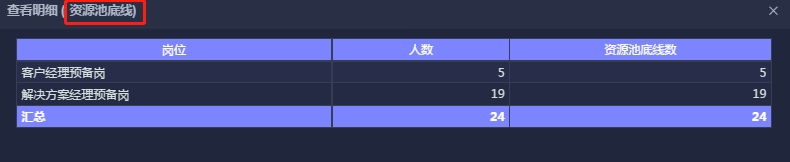 查看明细 (资源池底线)
岗位 人数 资源池底线数
客户经理预备岗 5 5
解决方案经理预备岗 19 19
汇总 24 24